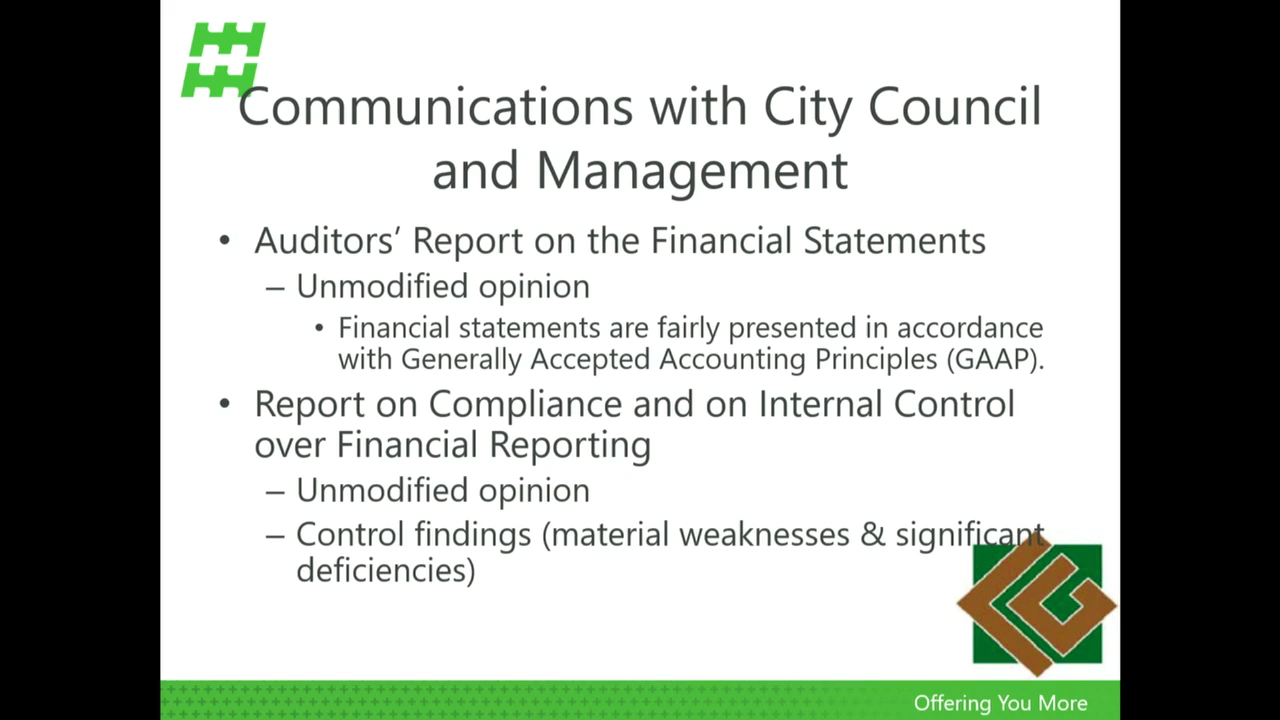 Communications with City Council
and Management
• Auditors’ Report on the Financial Statements
– Unmodified opinion
• Financial statements are fairly presented in accordance
with Generally Accepted Accounting Principles (GAAP).
• Report on Compliance and on Internal Control
over Financial Reporting
– Unmodified opinion
– Control findings (material weaknesses & significant
deficiencies)
Offering You More